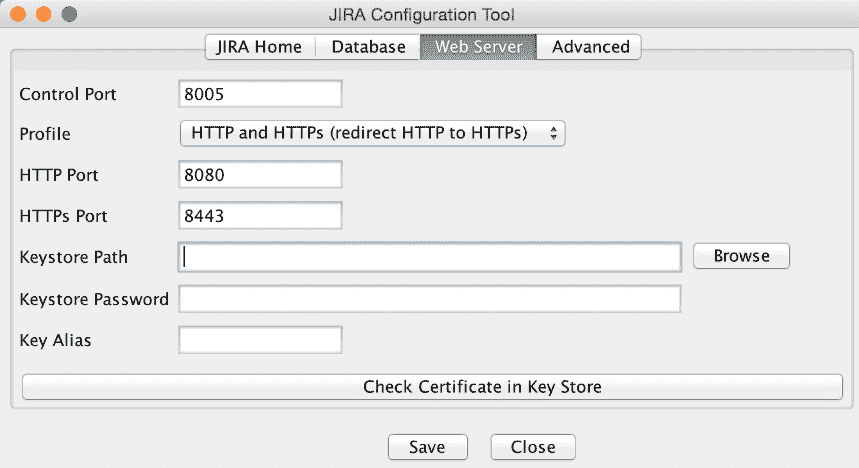 JIRA Configuration Tool
JIRA Home Database Web Server Advanced
Control Port 8005
Profile HTTP and HTTPs (redirect HTTP to HTTPs)
HTTP Port 8080
HTTPs Port 8443
Keystore Path Browse
Keystore Password
Key Alias
Check Certificate in Key Store
Save Close